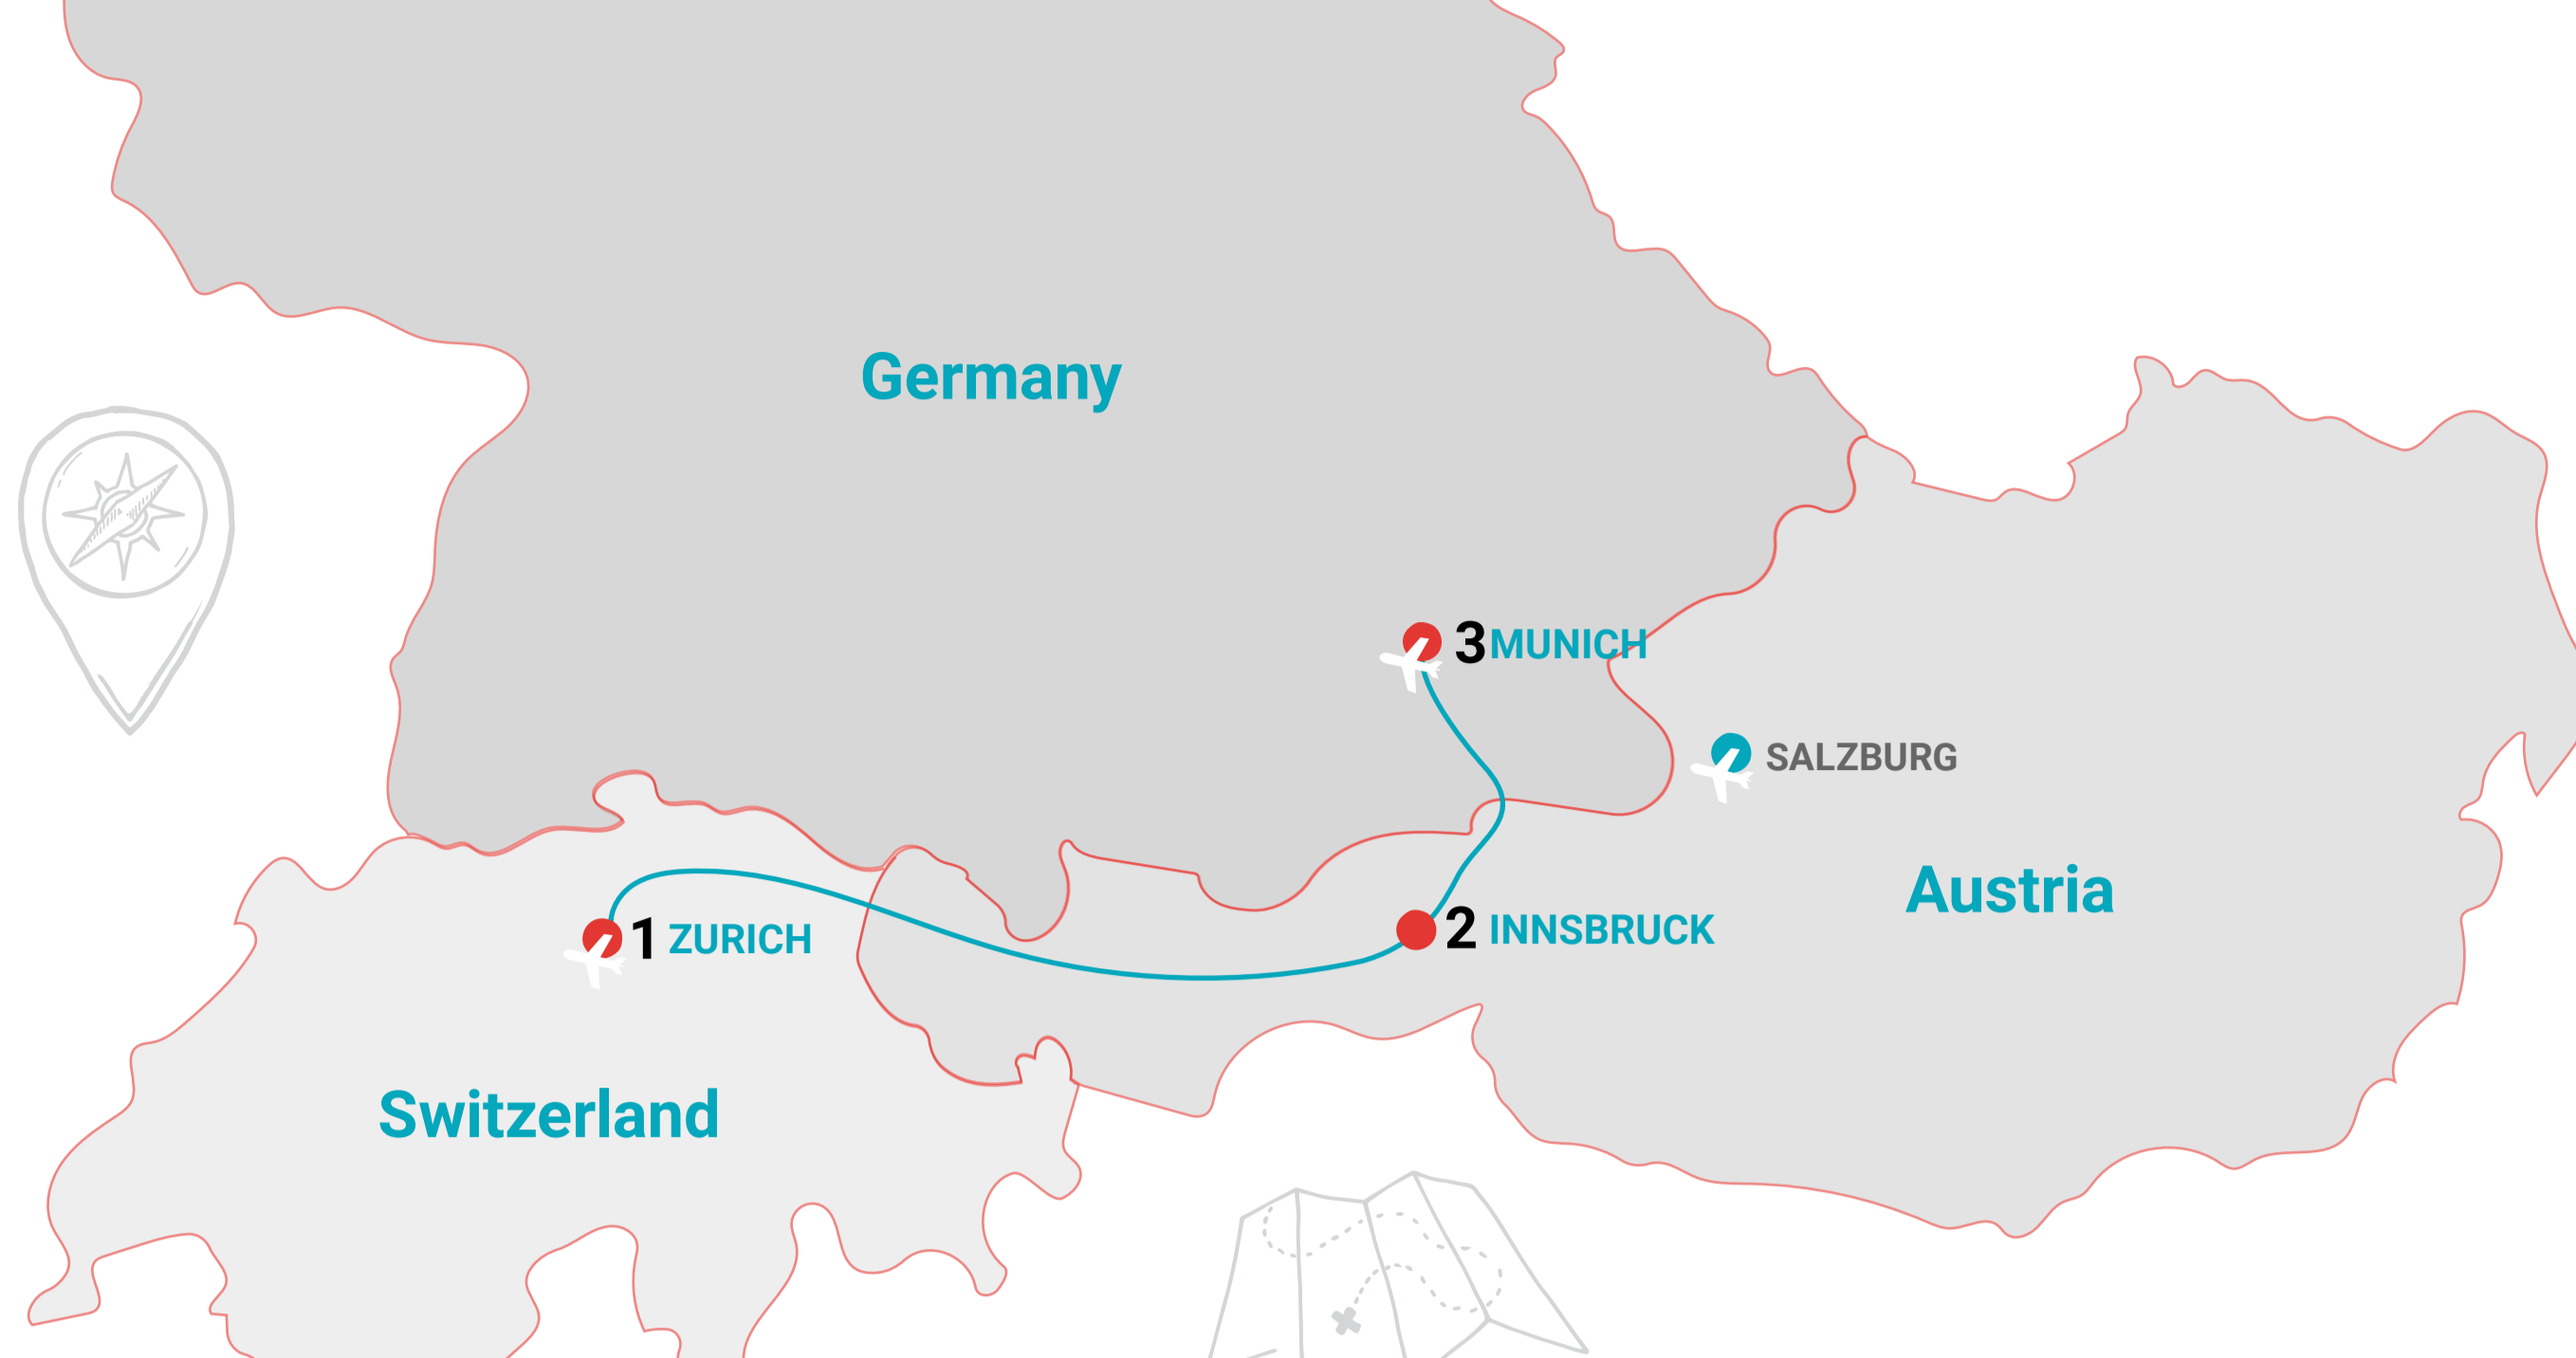 Germany
3 MUNICH
SALZBURG
Austria
1 ZURICH
2 INNSBRUCK
Switzerland